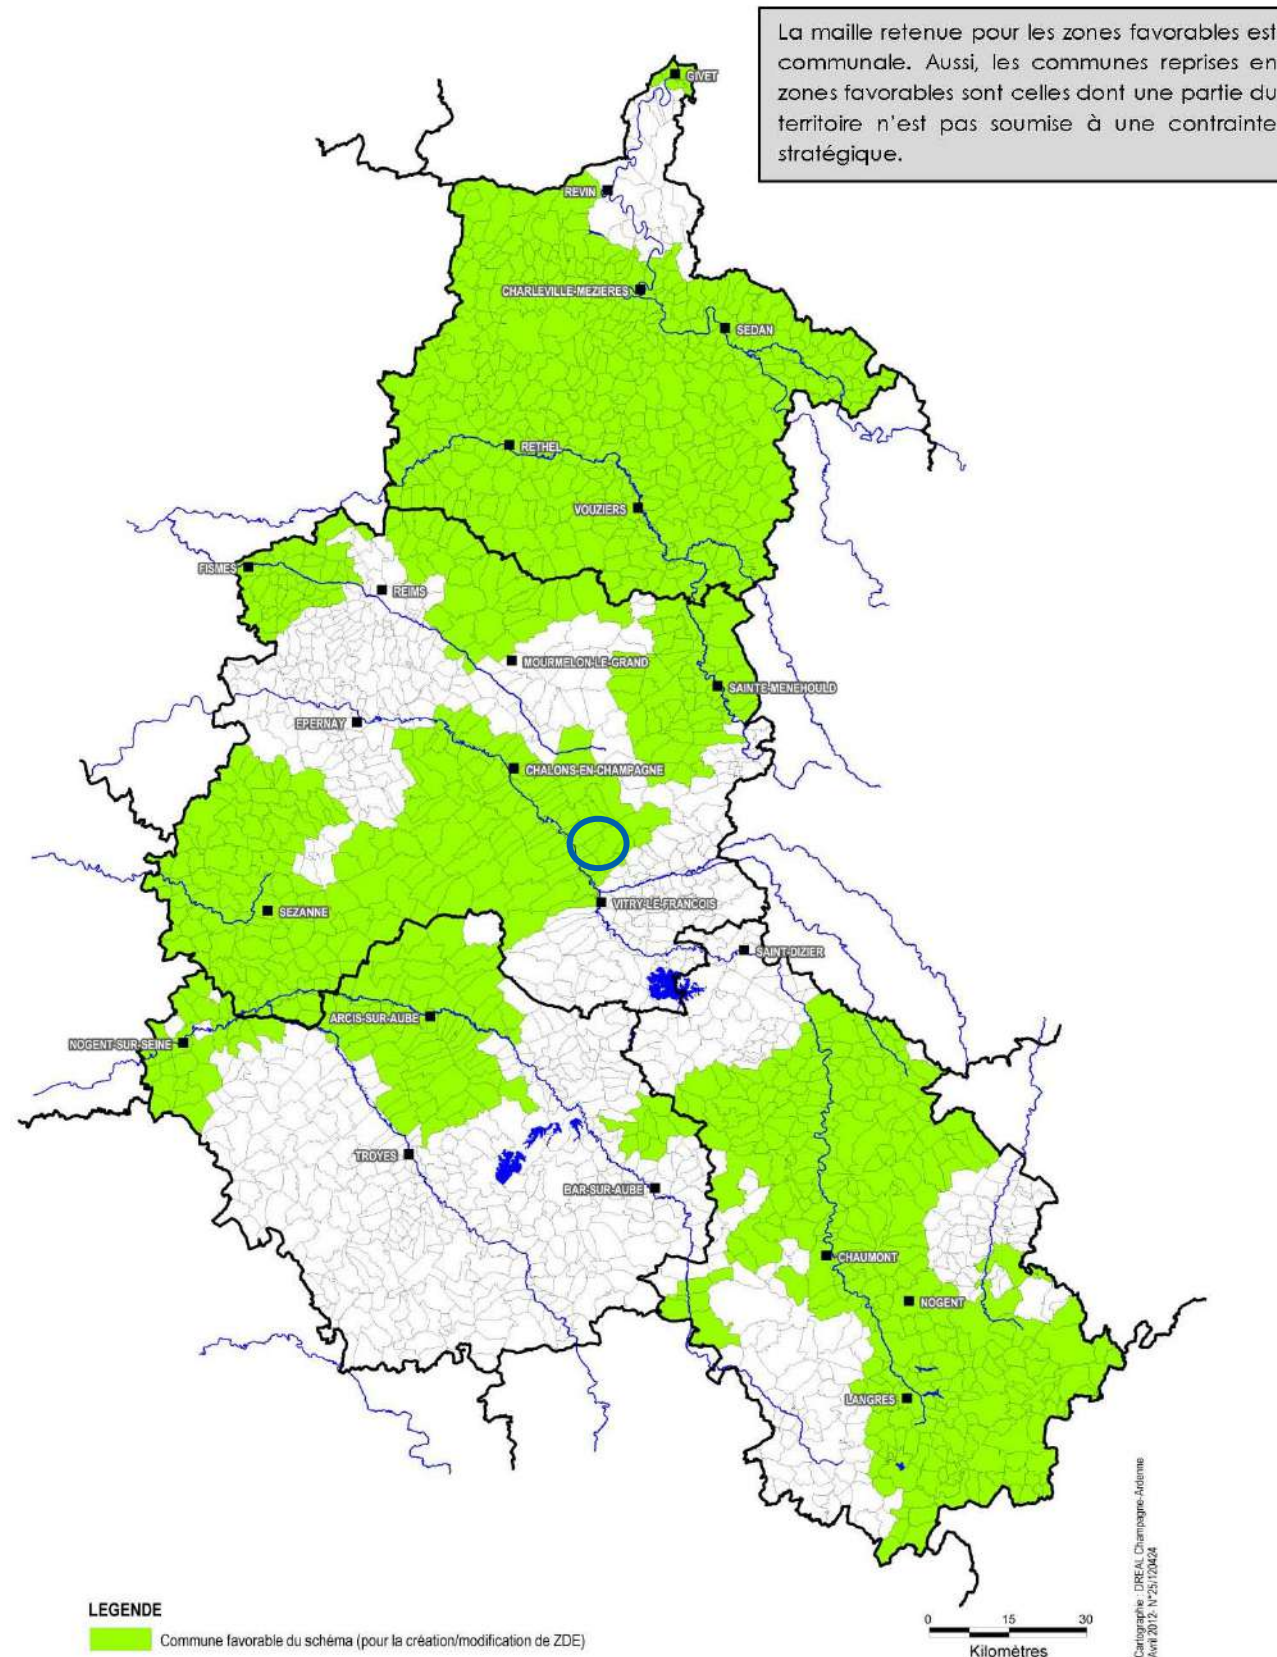 La maille retenue pour les zones favorables est
communale. Aussi, les communes reprises en
zones favorables sont celles dont une partie du
territoire n'est pas soumise à une contrainte
stratégique.
GIVET
REVIN
CHARLEVILLE-MEZIERES
SEDAN
RETHEL
VOUZIERS
FISMES
REIMS
MOURMELON-LE-GRAND
SAINTE-MENEHOULD
EPERNAY
CHALONS-EN-CHAMPAGNE
VITRY-LE-FRANCOIS
SEZANNE
SAINT-DIZIER
ARCIS-SUR-AUBE
NOGENT-SUR-SEINE
TROYES
BAR-SUR-AUBE
CHAUMONT
NOGENT
LANGRES
LEGENDE
Commune favorable du schéma (pour la création/modification de ZDE)
0 15 30
Kilomètres
Cartographie : DREAL Champagne-Ardenne
Avril 2012- N°25/120424